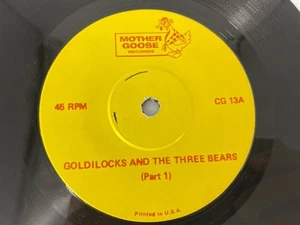 MOTHER
GOOSE
RECORDS
45 RPM
CG 13A
GOLDILOCKS AND THE THREE BEARS
(Part 1)
Printed in U.S.A.